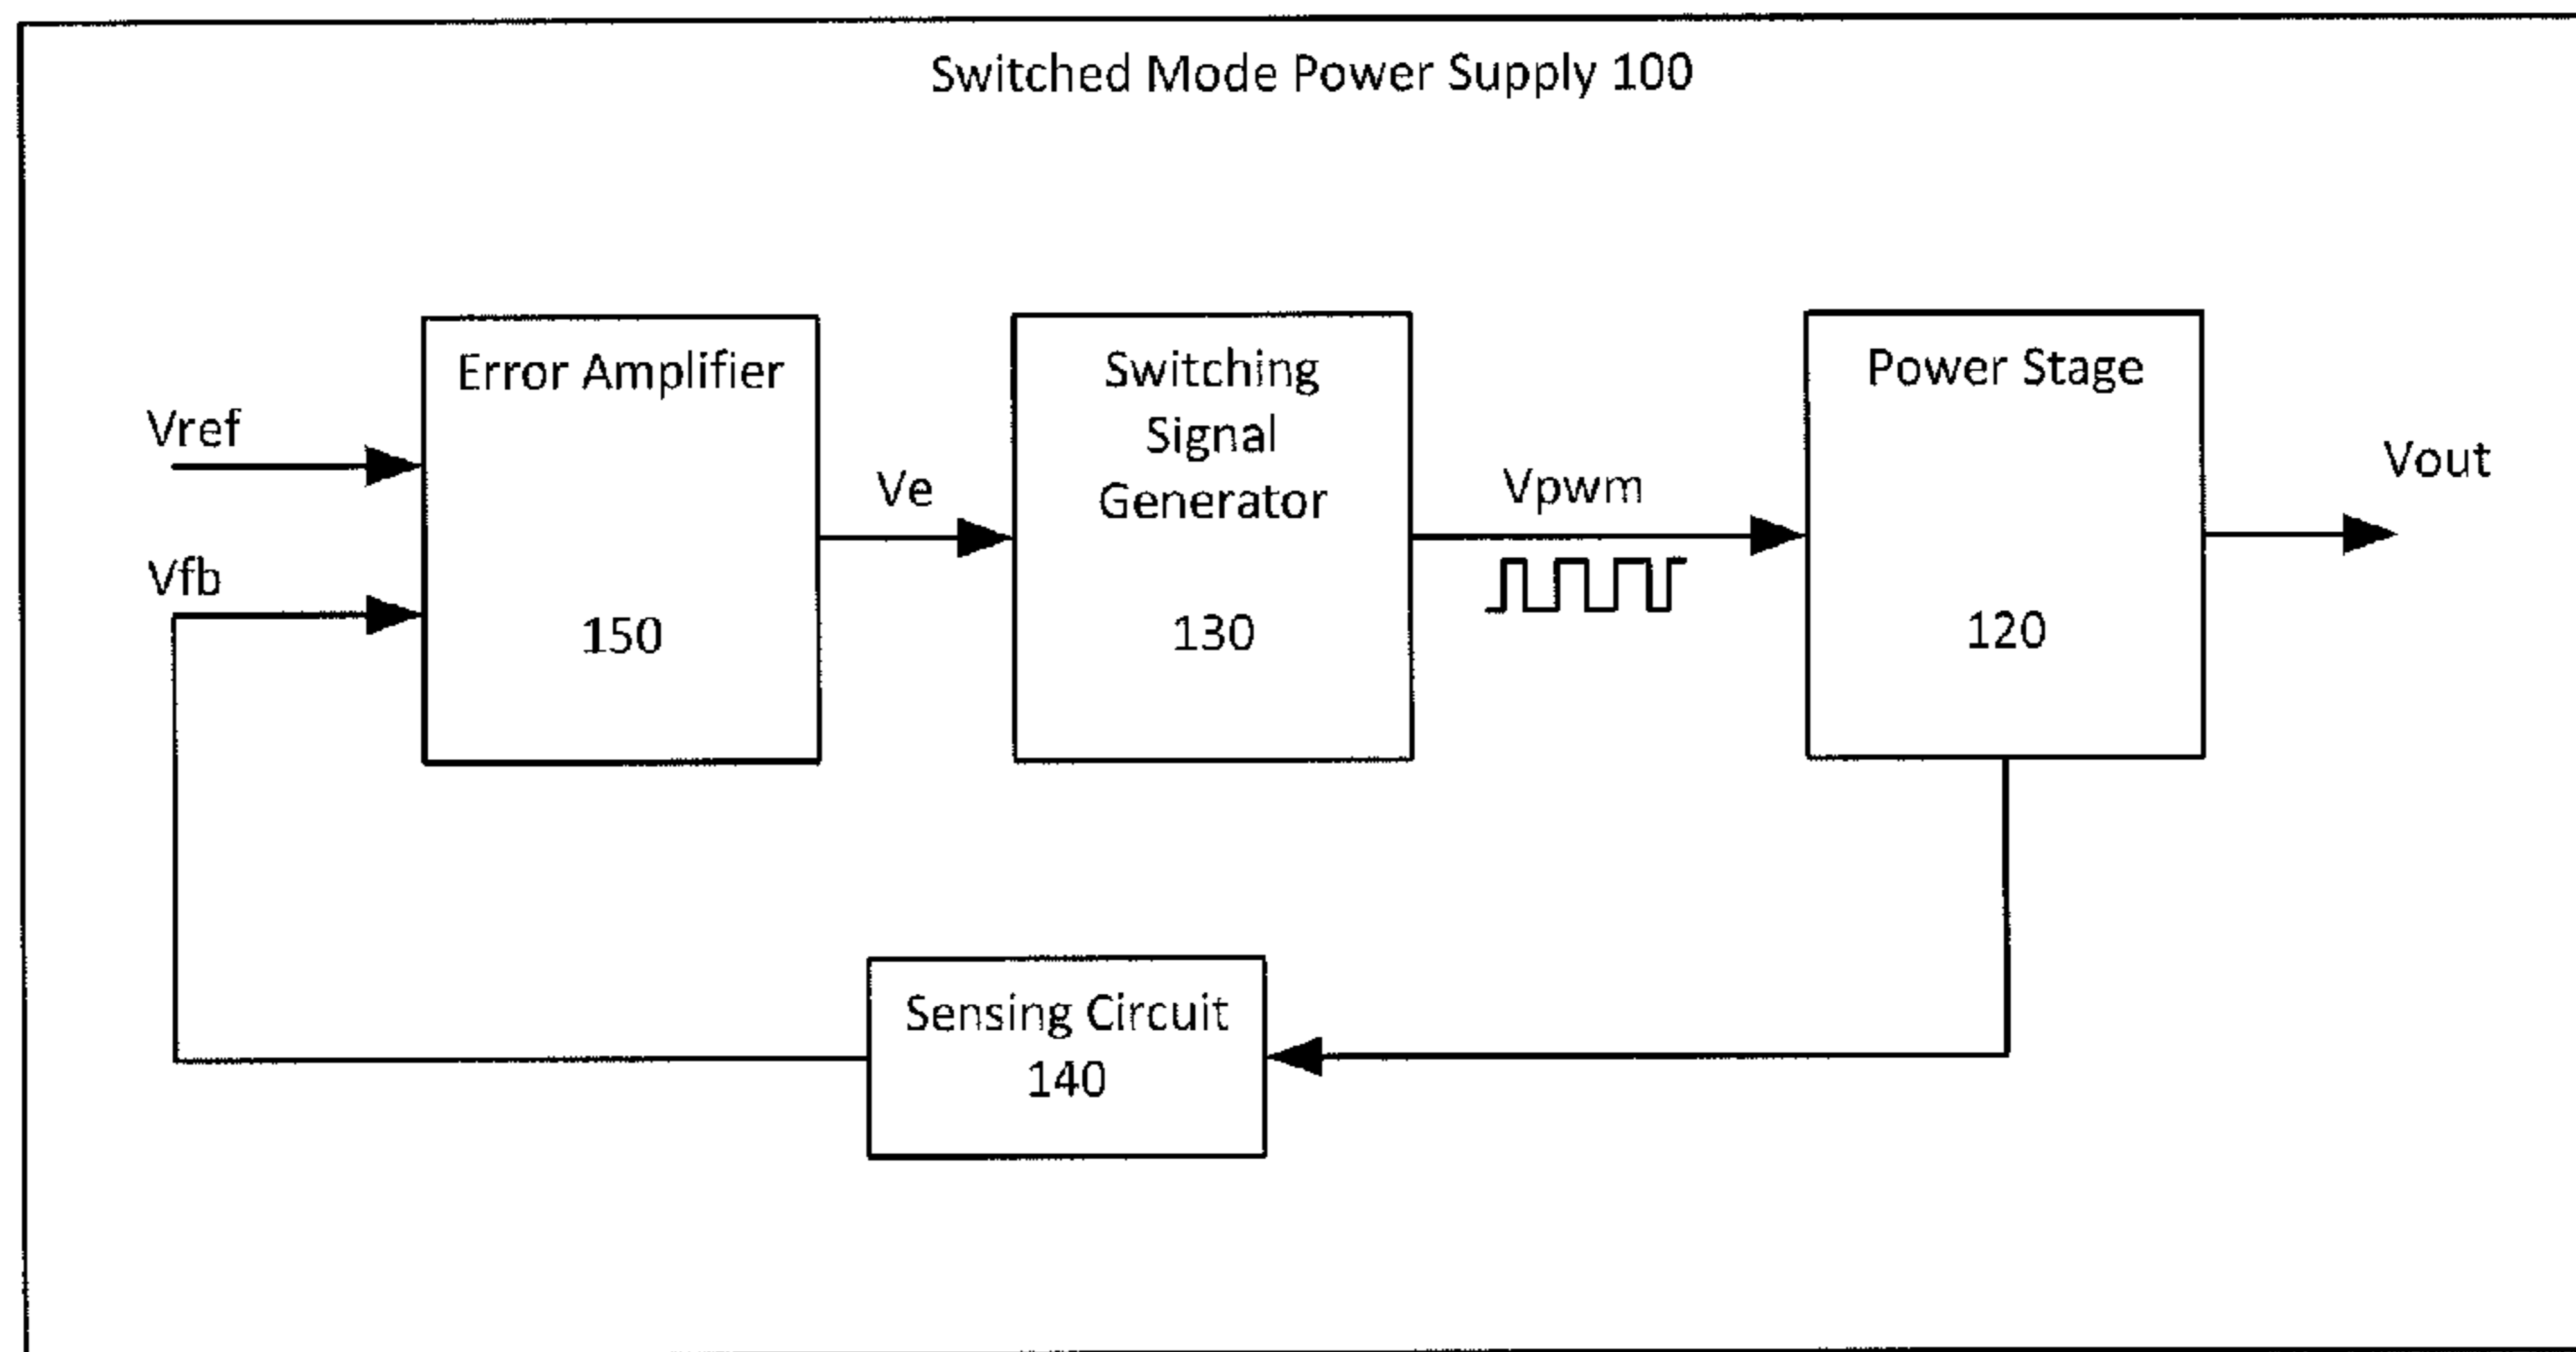 Switched Mode Power Supply 100
Error Amplifier
150
Switching
Signal
Generator
130
Power Stage
120
Vref
Vfb
Ve
Vpwm
Vout
Sensing Circuit
140